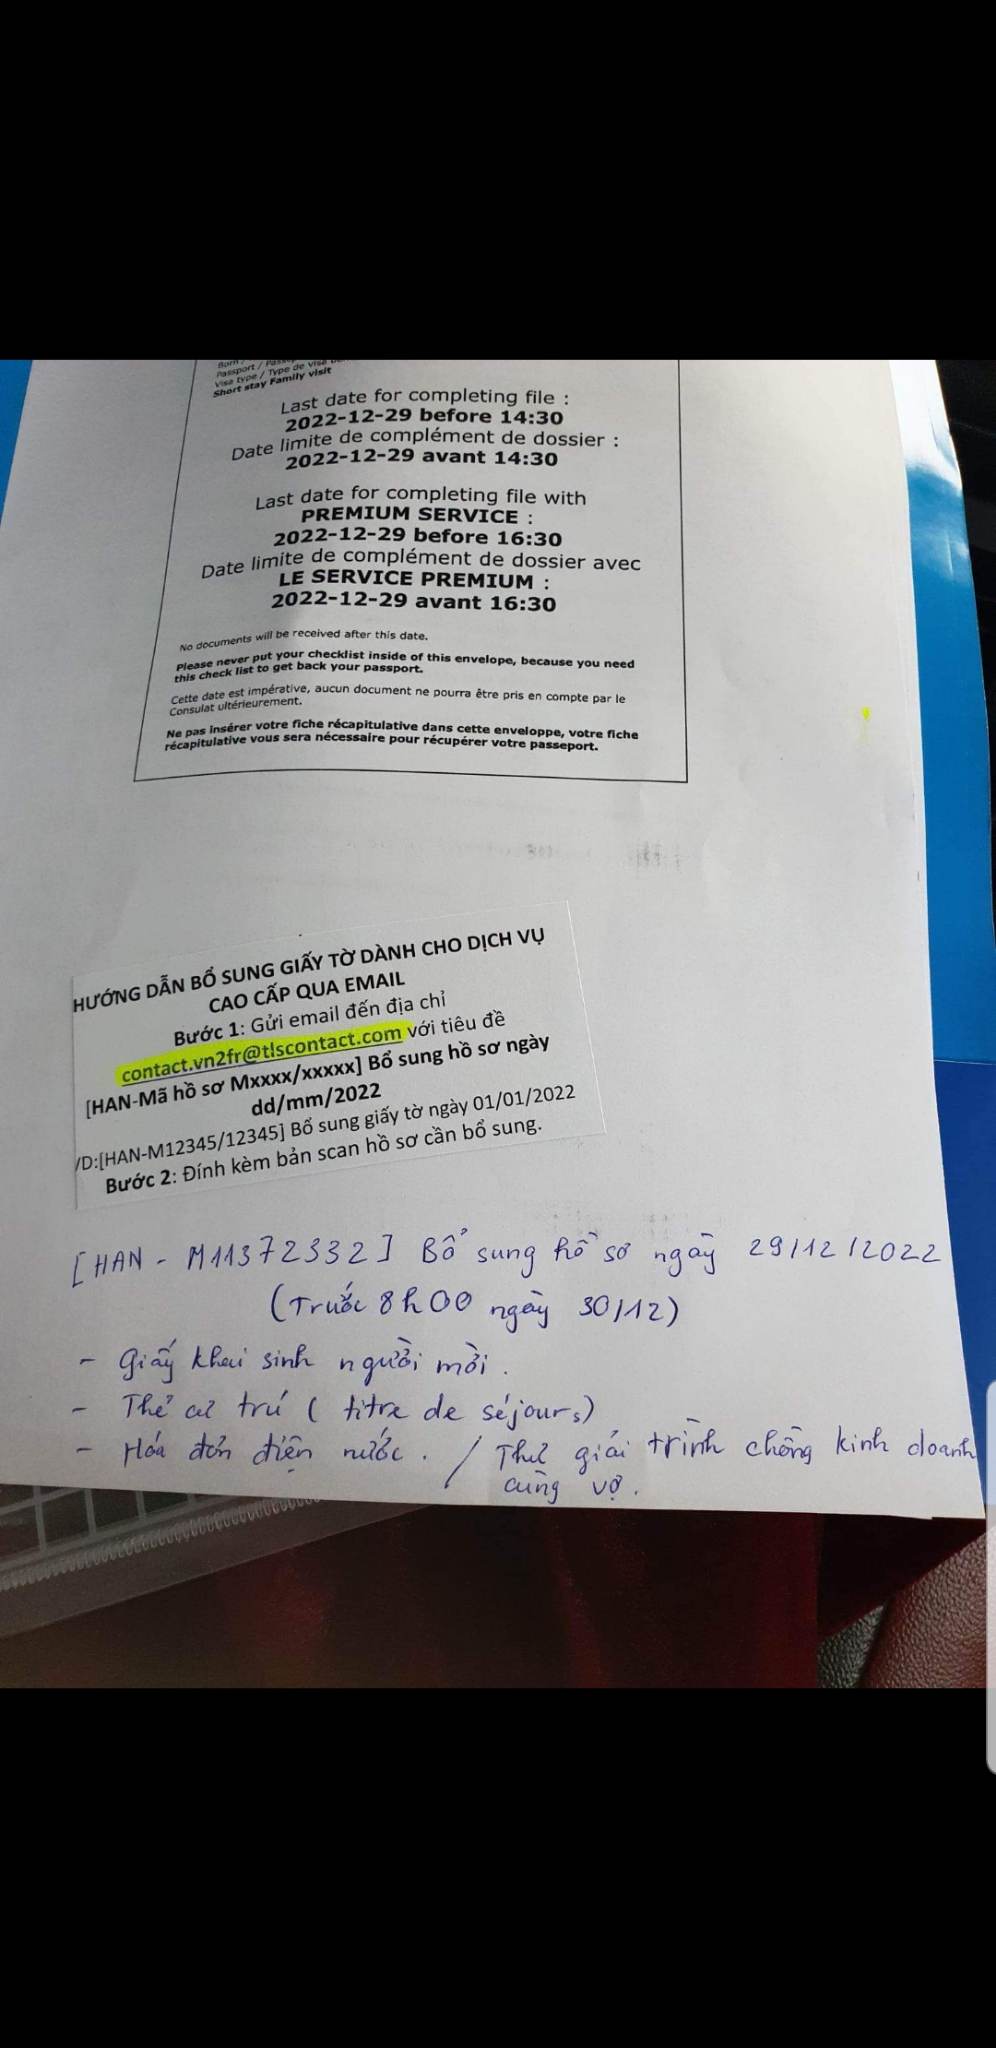 Passport /
Visa type / Type de visa
Short stay Family visit
Last date for completing file :
2022-12-29 before 14:30
Date limite de complément de dossier :
2022-12-29 avant 14:30
Last date for completing file with
PREMIUM SERVICE :
2022-12-29 before 16:30
Date limite de complément de dossier avec
LE SERVICE PREMIUM :
2022-12-29 avant 16:30
No documents will be received after this date.
Please never put your checklist inside of this envelope, because you need
this check list to get back your passport.
Cette date est impérative, aucun document ne pourra être pris en compte par le
Consulat ultérieurement.
Ne pas insérer votre fiche récapitulative dans cette enveloppe, votre fiche
récapitulative vous sera nécessaire pour récupérer votre passeport.
HƯỚNG DẪN BỔ SUNG GIẤY TỜ DÀNH CHO DỊCH VỤ
CAO CẤP QUA EMAIL
Bước 1: Gửi email đến địa chỉ
contact.vn2fr@tlscontact.com với tiêu đề
[HAN-Mã hồ sơ Mxxxx/xxxxx] Bổ sung hồ sơ ngày
dd/mm/2022
VD:[HAN-M12345/12345] Bổ sung giấy tờ ngày 01/01/2022
Bước 2: Đính kèm bản scan hồ sơ cần bổ sung.
[HAN - M11372332] Bổ sung hồ sơ ngày 29/12/2022
(Trước 8h00 ngày 30/12)
- Giấy khai sinh người mời.
- Thẻ cư trú ( titre de séjours)
- Hóa đơn điện nước. / Thư giải trình chồng kinh doanh
cùng vợ.